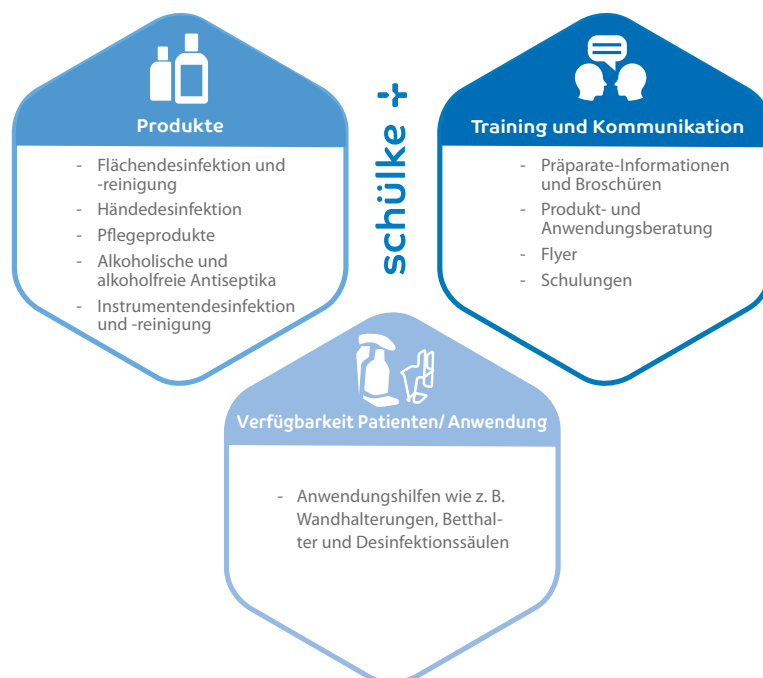 Produkte
- Flächendesinfektion und
-reinigung
- Händedesinfektion
- Pflegeprodukte
- Alkoholische und
alkoholfreie Antiseptika
- Instrumentendesinfektion
und -reinigung
schülke
Training und Kommunikation
- Präparate-Informationen
und Broschüren
- Produkt- und
Anwendungsberatung
- Flyer
- Schulungen
Verfügbarkeit Patienten/ Anwendung
- Anwendungshilfen wie z. B.
Wandhalterungen, Betthal-
ter und Desinfektionssäulen